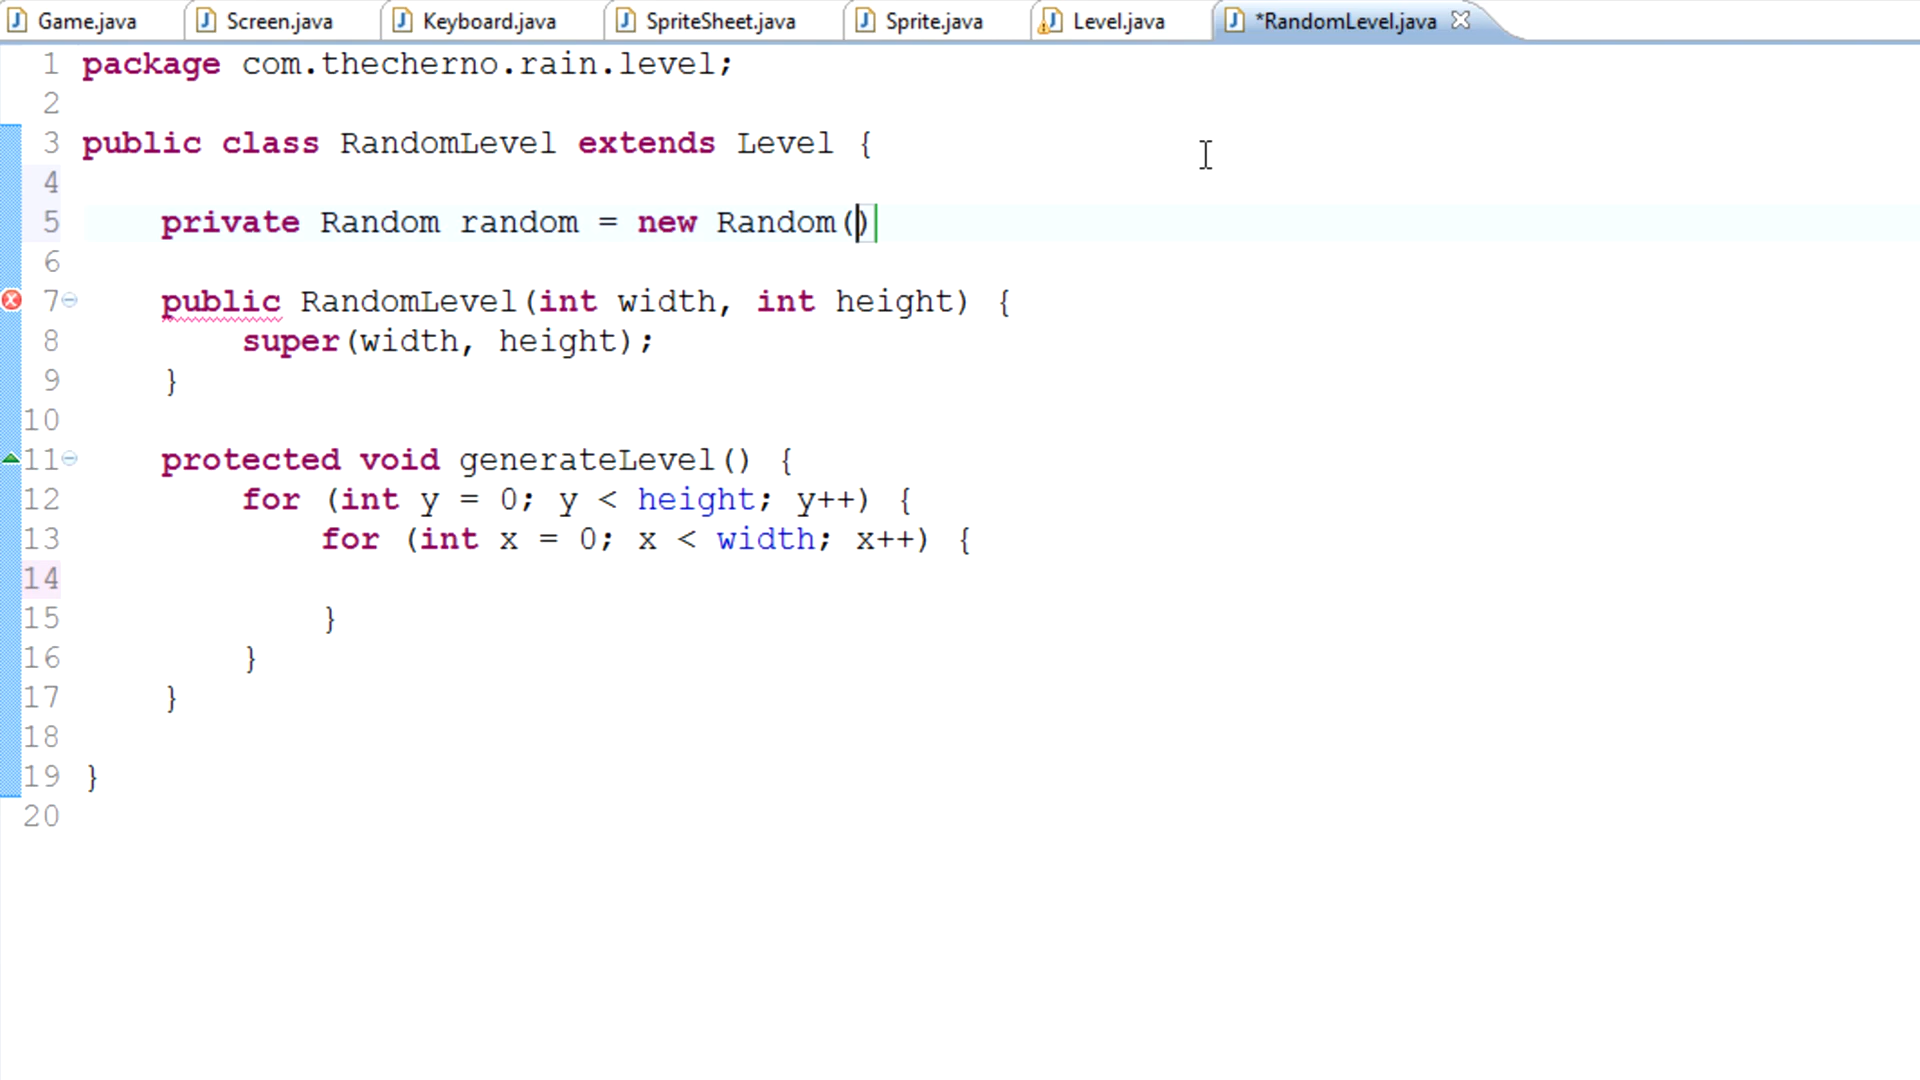 Game.java Screen.java Keyboard.java SpriteSheet.java Sprite.java Level.java *RandomLevel.java
1 package com.thecherno.rain.level;
2
3 public class RandomLevel extends Level {
4
5 private Random random = new Random()
6
7 public RandomLevel(int width, int height) {
8 super(width, height);
9 }
10
11 protected void generateLevel() {
12 for (int y = 0; y < height; y++) {
13 for (int x = 0; x < width; x++) {
14
15 }
16 }
17 }
18
19 }
20